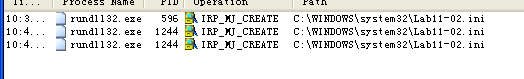 Ti... Process Name PID Operation Path
10:3... rundll32.exe 596 IRP_MJ_CREATE C:\WINDOWS\system32\Lab11-02.ini
10:4... rundll32.exe 1244 IRP_MJ_CREATE C:\WINDOWS\system32\Lab11-02.ini
10:4... rundll32.exe 1244 IRP_MJ_CREATE C:\WINDOWS\system32\Lab11-02.ini